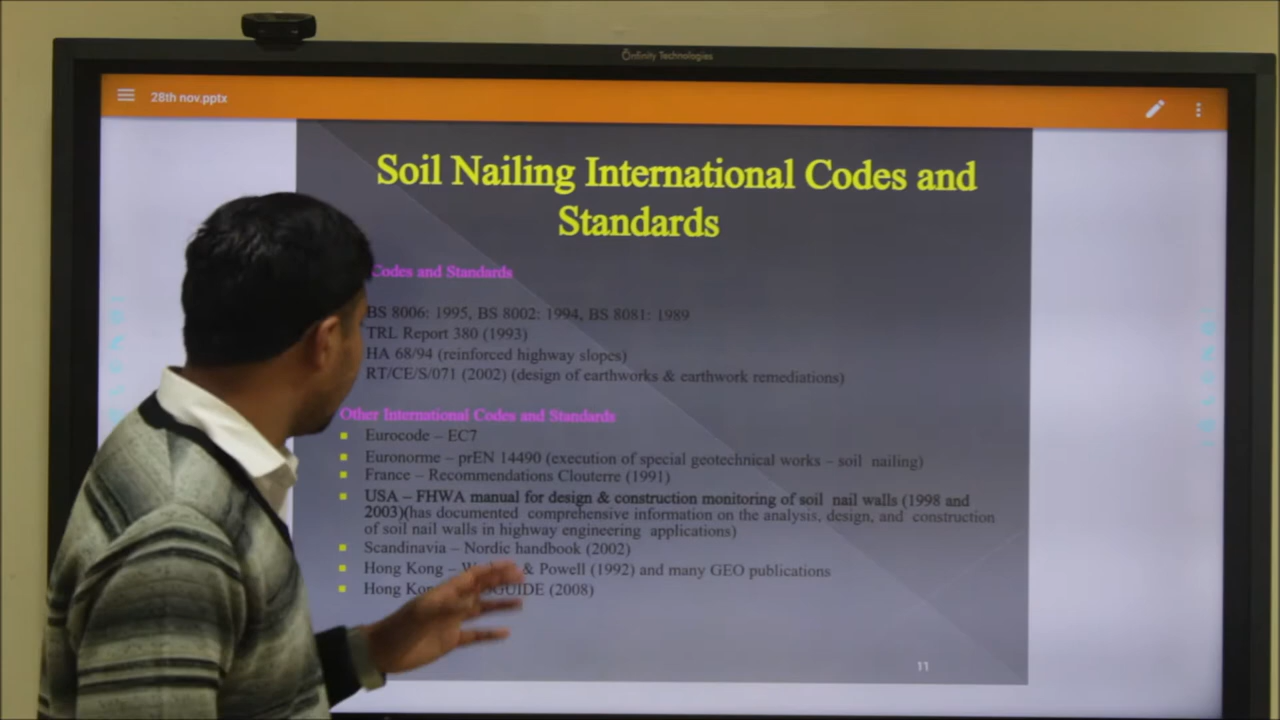 Infinity Technologies
28th nov.pptx
Soil Nailing International Codes and
Standards
Codes and Standards
BS 8006: 1995, BS 8002: 1994, BS 8081: 1989
TRL Report 380 (1993)
HA 68/94 (reinforced highway slopes)
RT/CE/S/071 (2002) (design of earthworks & earthwork remediations)
Other International Codes and Standards
Eurocode – EC7
Euronorme – prEN 14490 (execution of special geotechnical works – soil nailing)
France – Recommendations Clouterre (1991)
USA – FHWA manual for design & construction monitoring of soil nail walls (1998 and
2003)(has documented comprehensive information on the analysis, design, and construction
of soil nail walls in highway engineering applications)
Scandinavia – Nordic handbook (2002)
Hong Kong – & Powell (1992) and many GEO publications
Hong (2008)
11